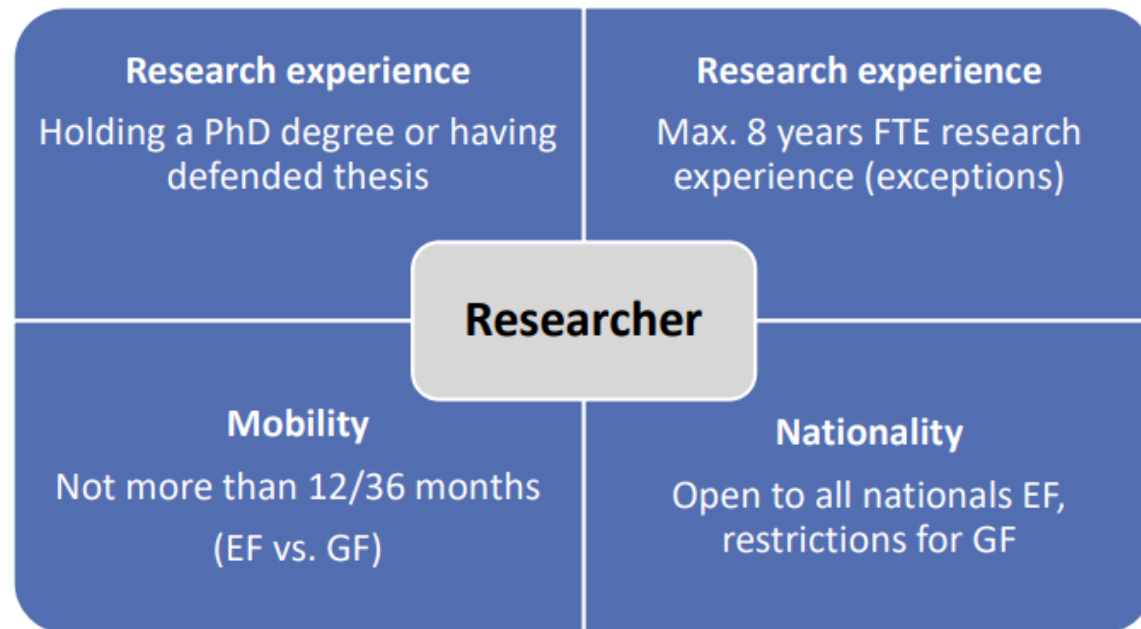 Research experience
Holding a PhD degree or having
defended thesis
Research experience
Max. 8 years FTE research
experience (exceptions)
Researcher
Mobility
Not more than 12/36 months
(EF vs. GF)
Nationality
Open to all nationals EF,
restrictions for GF